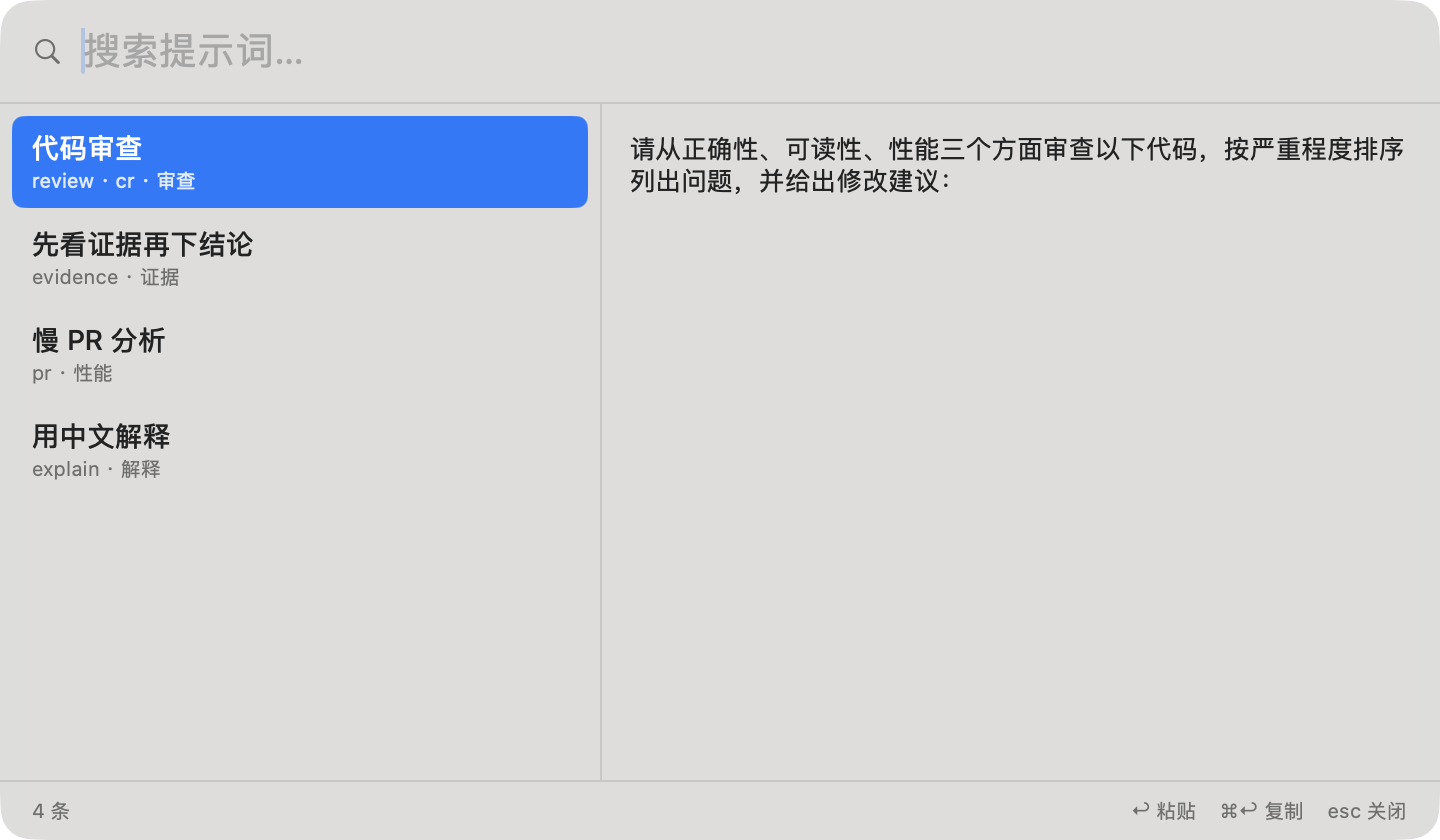 搜索提示词...
代码审查
review · cr · 审查
先看证据再下结论
evidence · 证据
慢 PR 分析
pr · 性能
用中文解释
explain · 解释
请从正确性、可读性、性能三个方面审查以下代码，按严重程度排序
列出问题，并给出修改建议：
4 条
↩ 粘贴 ⌘↩ 复制 esc 关闭